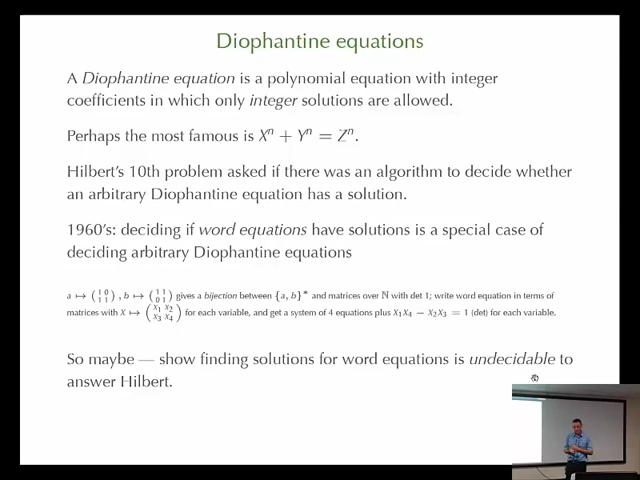 Diophantine equations
A Diophantine equation is a polynomial equation with integer
coefficients in which only integer solutions are allowed.
Perhaps the most famous is Xⁿ + Yⁿ = Zⁿ.
Hilbert's 10th problem asked if there was an algorithm to decide whether
an arbitrary Diophantine equation has a solution.
1960's: deciding if word equations have solutions is a special case of
deciding arbitrary Diophantine equations
a ↦ (1 0 / 1 1), b ↦ (1 1 / 0 1) gives a bijection between {a, b}* and matrices over ℕ with det 1; write word equation in terms of
matrices with X ↦ (X₁ X₂ / X₃ X₄) for each variable, and get a system of 4 equations plus X₁X₄ − X₂X₃ = 1 (det) for each variable.
So maybe — show finding solutions for word equations is undecidable to
answer Hilbert.